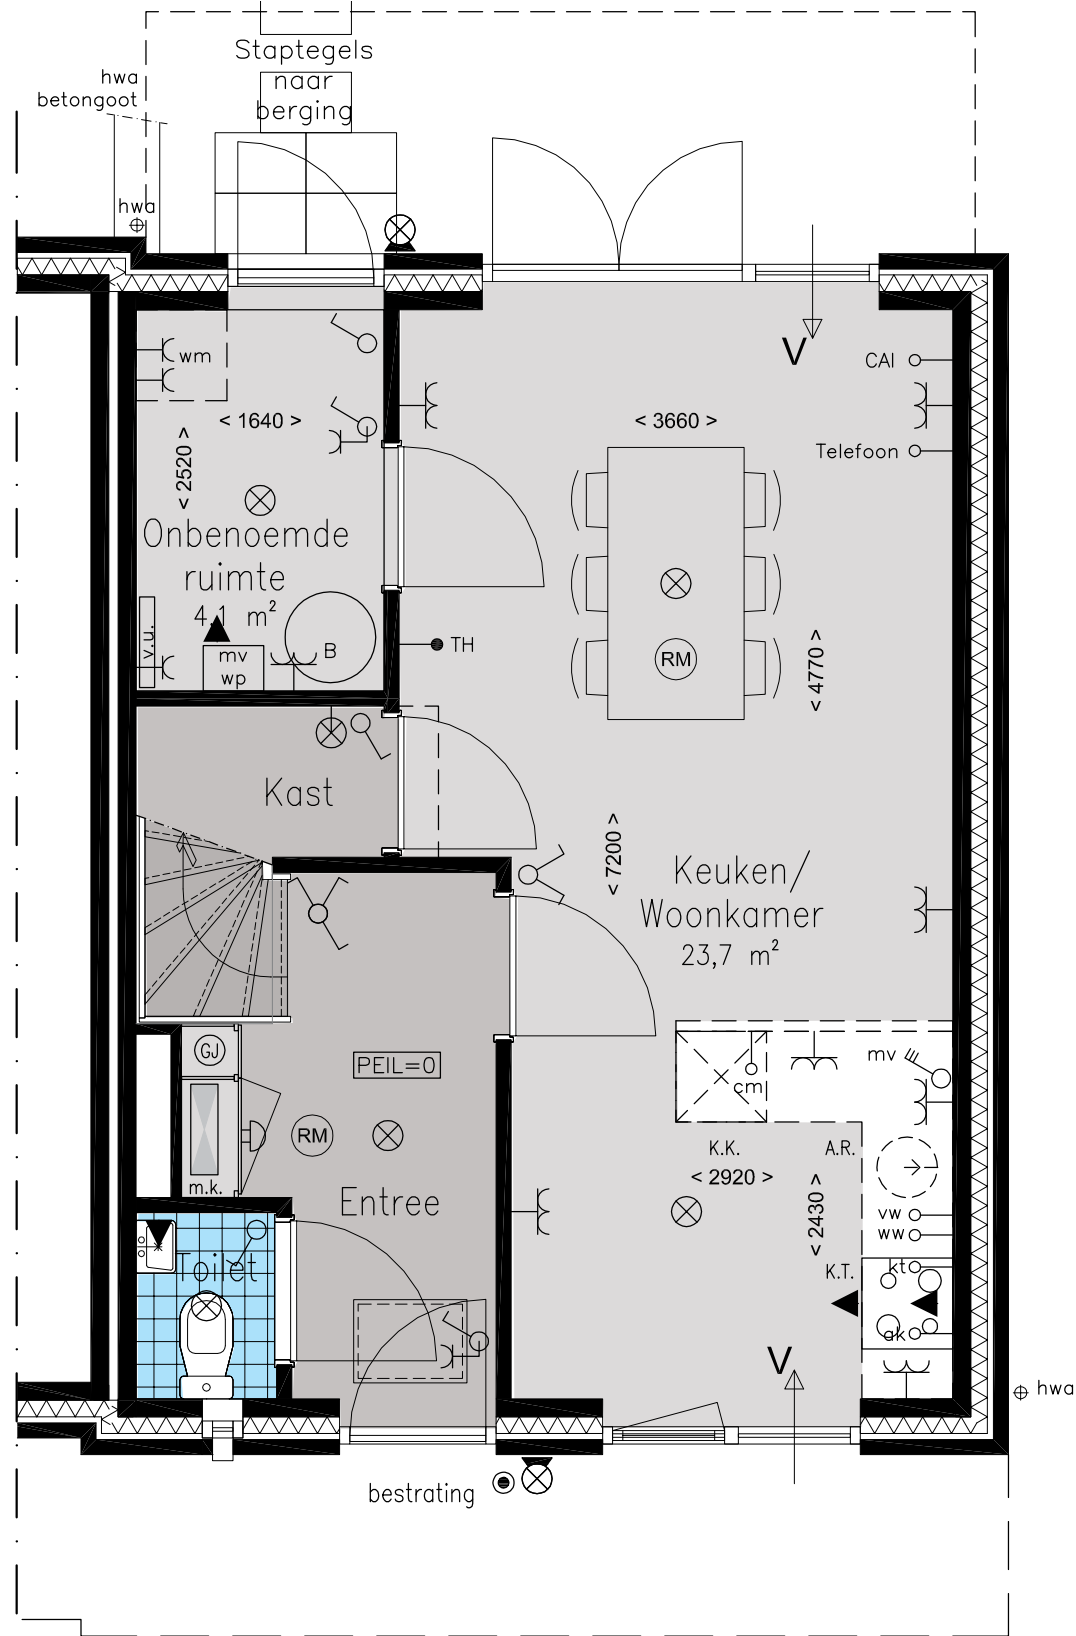 Staptegels
naar
berging
hwa
betongoot
hwa
V
CAI
wm
< 1640 >
< 3660 >
< 2520 >
Telefoon
Onbenoemde
ruimte
4,1 m²
v.u.
mv
wp
B
TH
RM
< 4770 >
Kast
< 7200 >
Keuken/
Woonkamer
23,7 m²
GJ
PEIL=0
mv
cm
RM
K.K.
A.R.
< 2920 >
m.k.
Entree
< 2430 >
vw
ww
Toilet
K.T.
kt
ak
V
hwa
bestrating